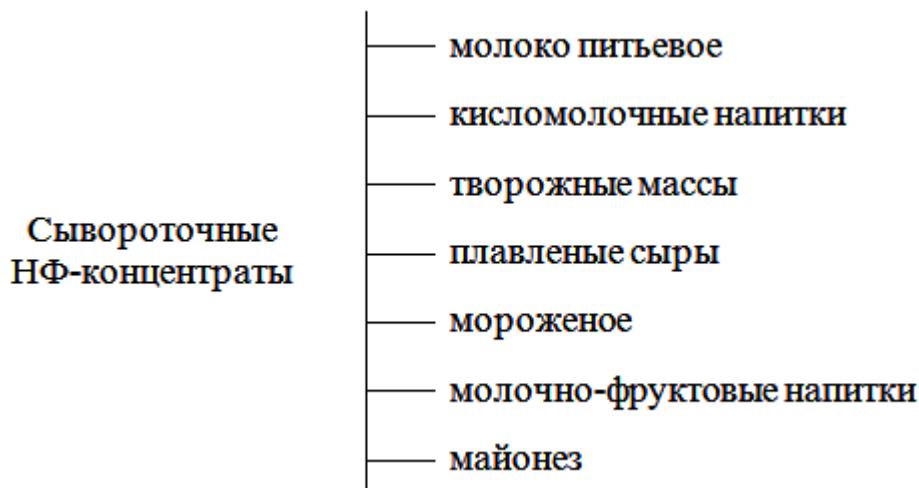 Сывороточные
НФ-концентраты
молоко питьевое
кисломолочные напитки
творожные массы
плавленые сыры
мороженое
молочно-фруктовые напитки
майонез